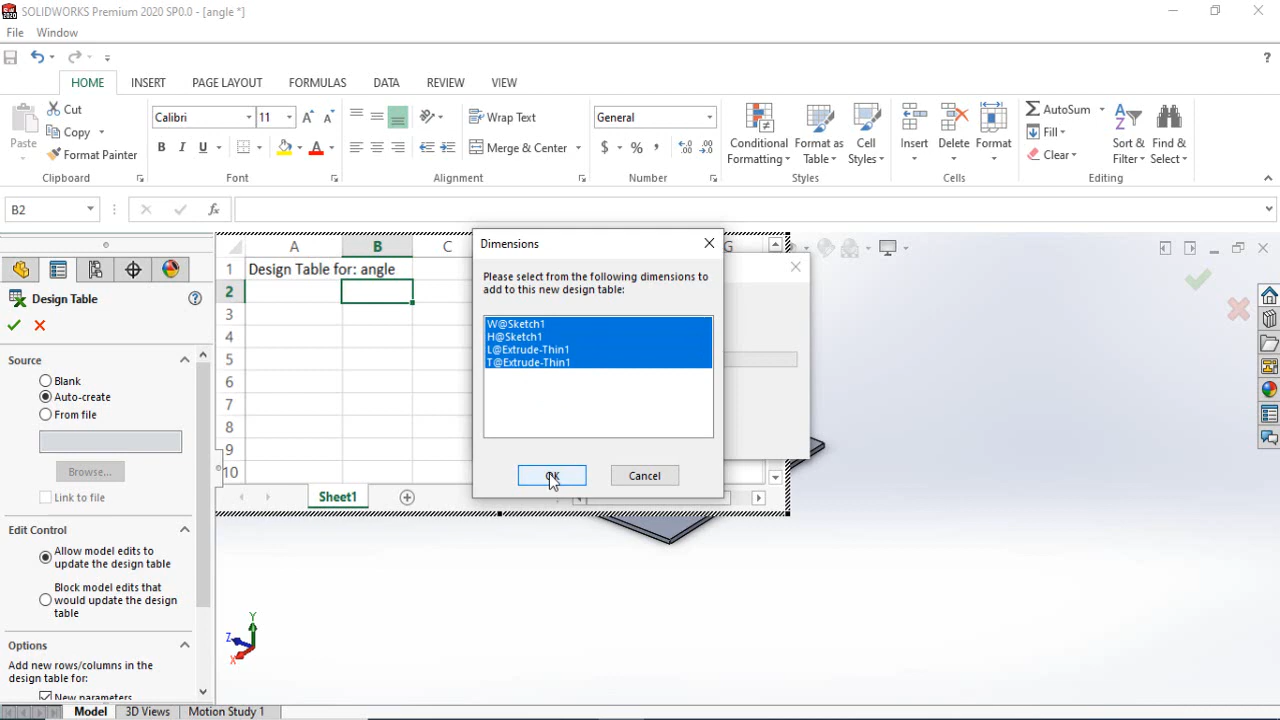 SOLIDWORKS Premium 2020 SP0.0 - [angle *]
File Window
HOME INSERT PAGE LAYOUT FORMULAS DATA REVIEW VIEW
Paste Cut Copy Format Painter Clipboard
Calibri 11 B I U A Font
Wrap Text Merge & Center Alignment
General $ % , Number
Conditional Formatting Format as Table Cell Styles Styles
Insert Delete Format Cells
AutoSum Fill Clear Sort & Filter Find & Select Editing
B2 fx
A B C G
1 Design Table for: angle
2
3
4
5
6
7
8
9
10
Sheet1
Design Table
Source
Blank
Auto-create
From file
Browse...
Link to file
Edit Control
Allow model edits to
update the design table
Block model edits that
would update the design
table
Options
Add new rows/columns in the
design table for:
New parameters
Dimensions
Please select from the following dimensions to
add to this new design table:
W@Sketch1
H@Sketch1
L@Extrude-Thin1
T@Extrude-Thin1
OK Cancel
Y
Z
X
Model 3D Views Motion Study 1